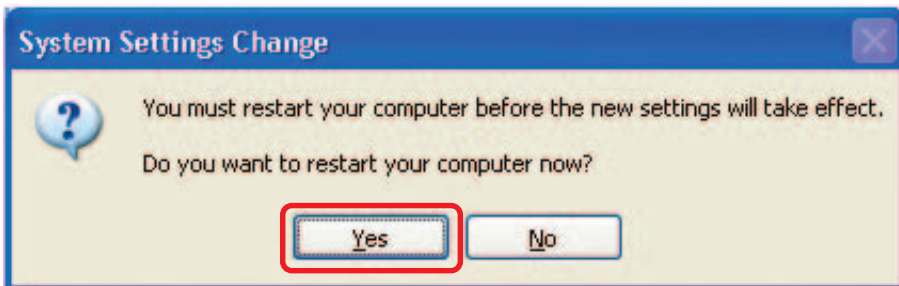 System Settings Change
You must restart your computer before the new settings will take effect.
Do you want to restart your computer now?
Yes No